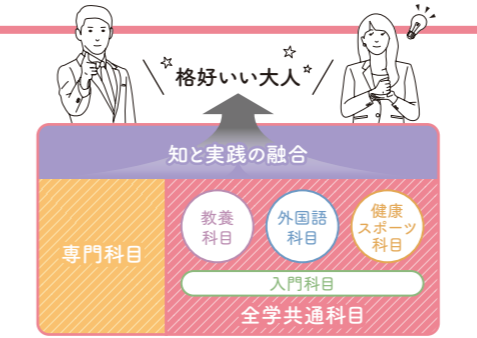 格好いい大人
知と実践の融合
専門科目
教養
科目
外国語
科目
健康
スポーツ
科目
入門科目
全学共通科目